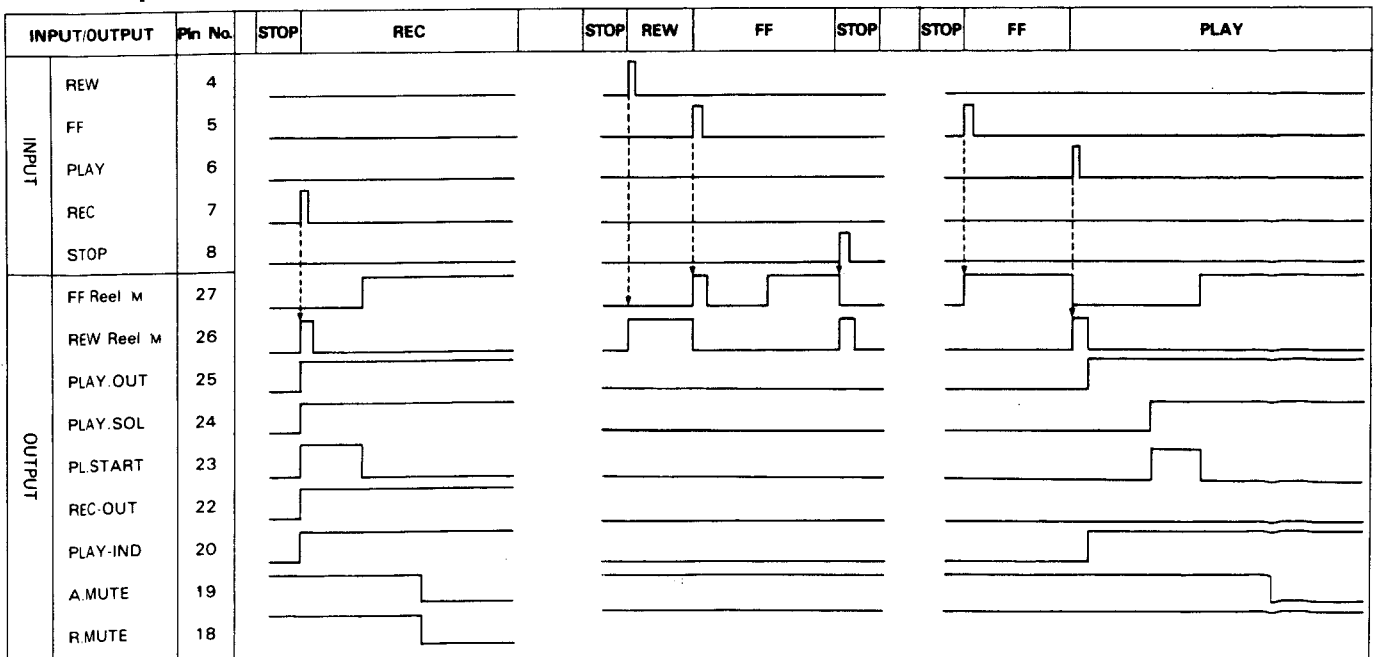 INPUT/OUTPUT Pin No. STOP REC STOP REW FF STOP STOP FF PLAY
INPUT
REW 4
FF 5
PLAY 6
REC 7
STOP 8
OUTPUT
FF Reel M 27
REW Reel M 26
PLAY.OUT 25
PLAY.SOL 24
PL.START 23
REC-OUT 22
PLAY-IND 20
A.MUTE 19
R.MUTE 18